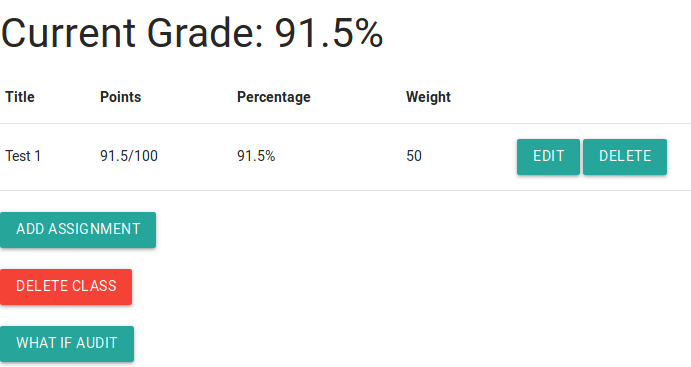 Current Grade: 91.5%
Title Points Percentage Weight
Test 1 91.5/100 91.5% 50 EDIT DELETE
ADD ASSIGNMENT
DELETE CLASS
WHAT IF AUDIT